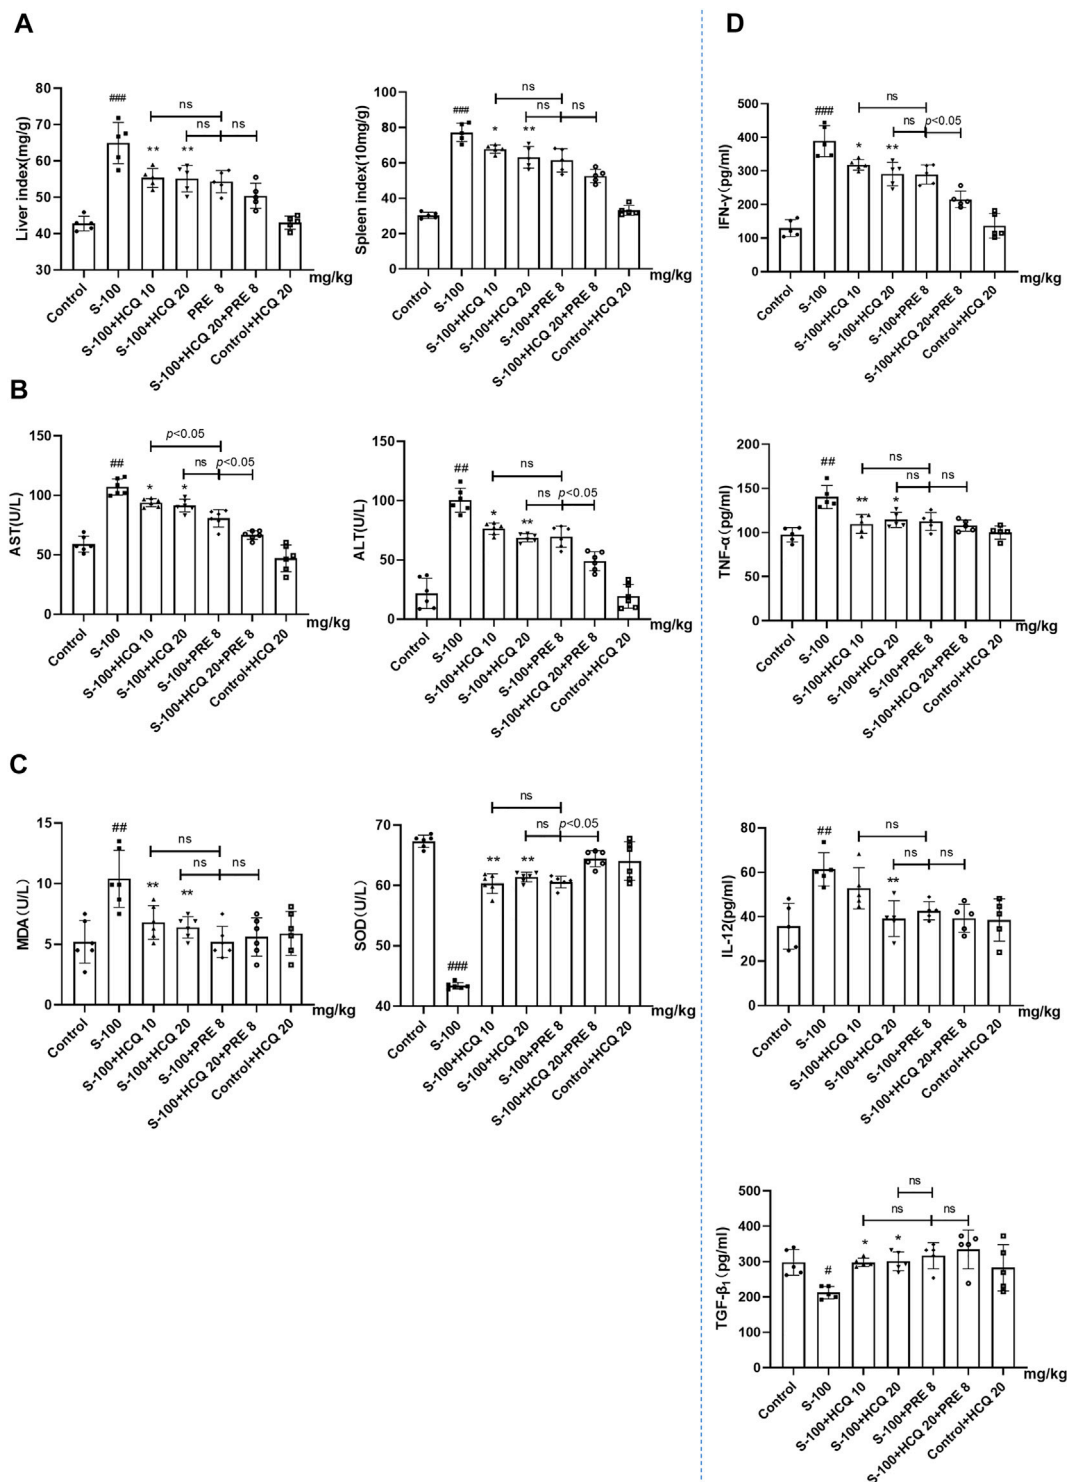 A
Liver index(mg/g)
80
70
60
50
40
30
###
**
**
ns
ns
ns
Control
S-100
S-100+HCQ 10
S-100+HCQ 20
PRE 8
S-100+HCQ 20+PRE 8
Control+HCQ 20
mg/kg
Spleen index(10mg/g)
100
80
60
40
20
0
###
*
**
ns
ns
ns
Control
S-100
S-100+HCQ 10
S-100+HCQ 20
S-100+PRE 8
S-100+HCQ 20+PRE 8
Control+HCQ 20
mg/kg
B
AST(U/L)
150
100
50
0
##
*
*
p<0.05
ns
p<0.05
Control
S-100
S-100+HCQ 10
S-100+HCQ 20
S-100+PRE 8
S-100+HCQ 20+PRE 8
Control+HCQ 20
mg/kg
ALT(U/L)
150
100
50
0
##
*
**
ns
ns
p<0.05
Control
S-100
S-100+HCQ 10
S-100+HCQ 20
S-100+PRE 8
S-100+HCQ 20+PRE 8
Control+HCQ 20
mg/kg
C
MDA(U/L)
15
10
5
0
##
**
**
ns
ns
ns
Control
S-100
S-100+HCQ 10
S-100+HCQ 20
S-100+PRE 8
S-100+HCQ 20+PRE 8
Control+HCQ 20
mg/kg
SOD(U/L)
70
60
50
40
###
**
**
ns
ns
p<0.05
Control
S-100
S-100+HCQ 10
S-100+HCQ 20
S-100+PRE 8
S-100+HCQ 20+PRE 8
Control+HCQ 20
mg/kg
D
IFN-γ(pg/ml)
500
400
300
200
100
0
###
*
**
ns
ns
p<0.05
Control
S-100
S-100+HCQ 10
S-100+HCQ 20
S-100+PRE 8
S-100+HCQ 20+PRE 8
Control+HCQ 20
mg/kg
TNF-α(pg/ml)
200
150
100
50
0
##
**
*
ns
ns
ns
Control
S-100
S-100+HCQ 10
S-100+HCQ 20
S-100+PRE 8
S-100+HCQ 20+PRE 8
Control+HCQ 20
mg/kg
IL-12(pg/ml)
80
60
40
20
0
##
**
ns
ns
ns
Control
S-100
S-100+HCQ 10
S-100+HCQ 20
S-100+PRE 8
S-100+HCQ 20+PRE 8
Control+HCQ 20
mg/kg
TGF-β₁(pg/ml)
500
400
300
200
100
0
#
*
*
ns
ns
ns
Control
S-100
S-100+HCQ 10
S-100+HCQ 20
S-100+PRE 8
S-100+HCQ 20+PRE 8
Control+HCQ 20
mg/kg